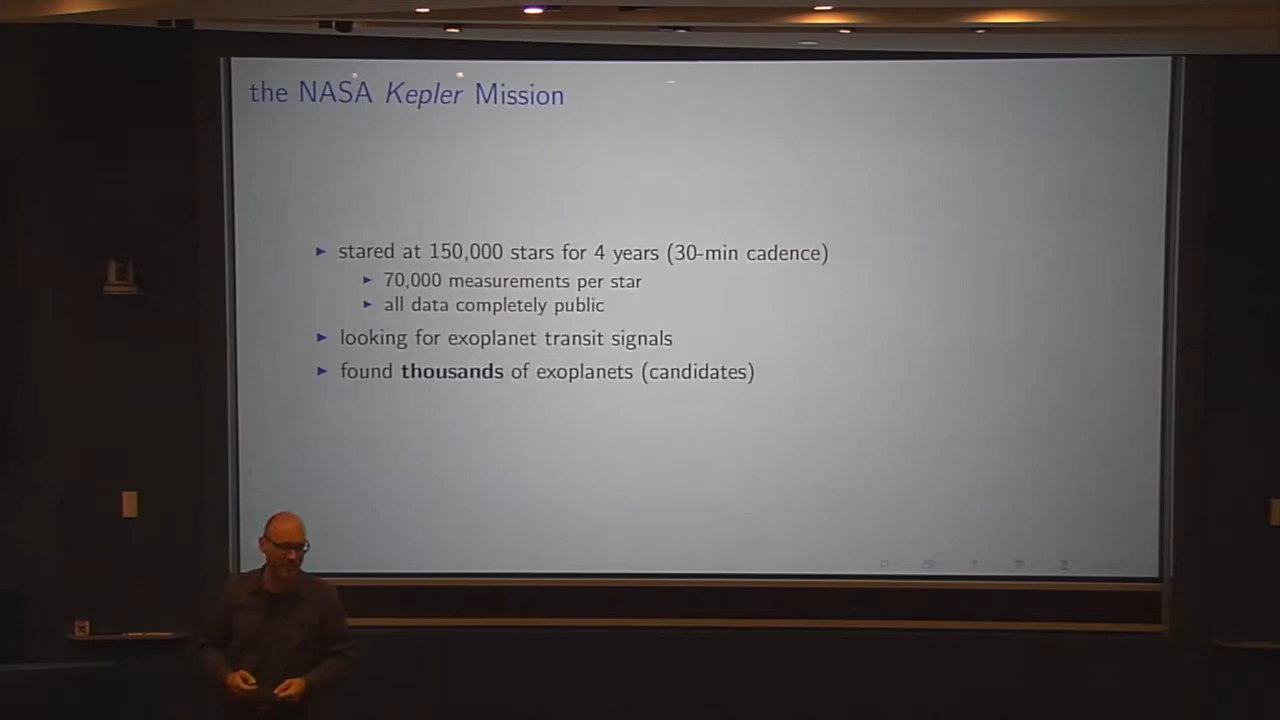 the NASA Kepler Mission
stared at 150,000 stars for 4 years (30-min cadence)
70,000 measurements per star
all data completely public
looking for exoplanet transit signals
found thousands of exoplanets (candidates)